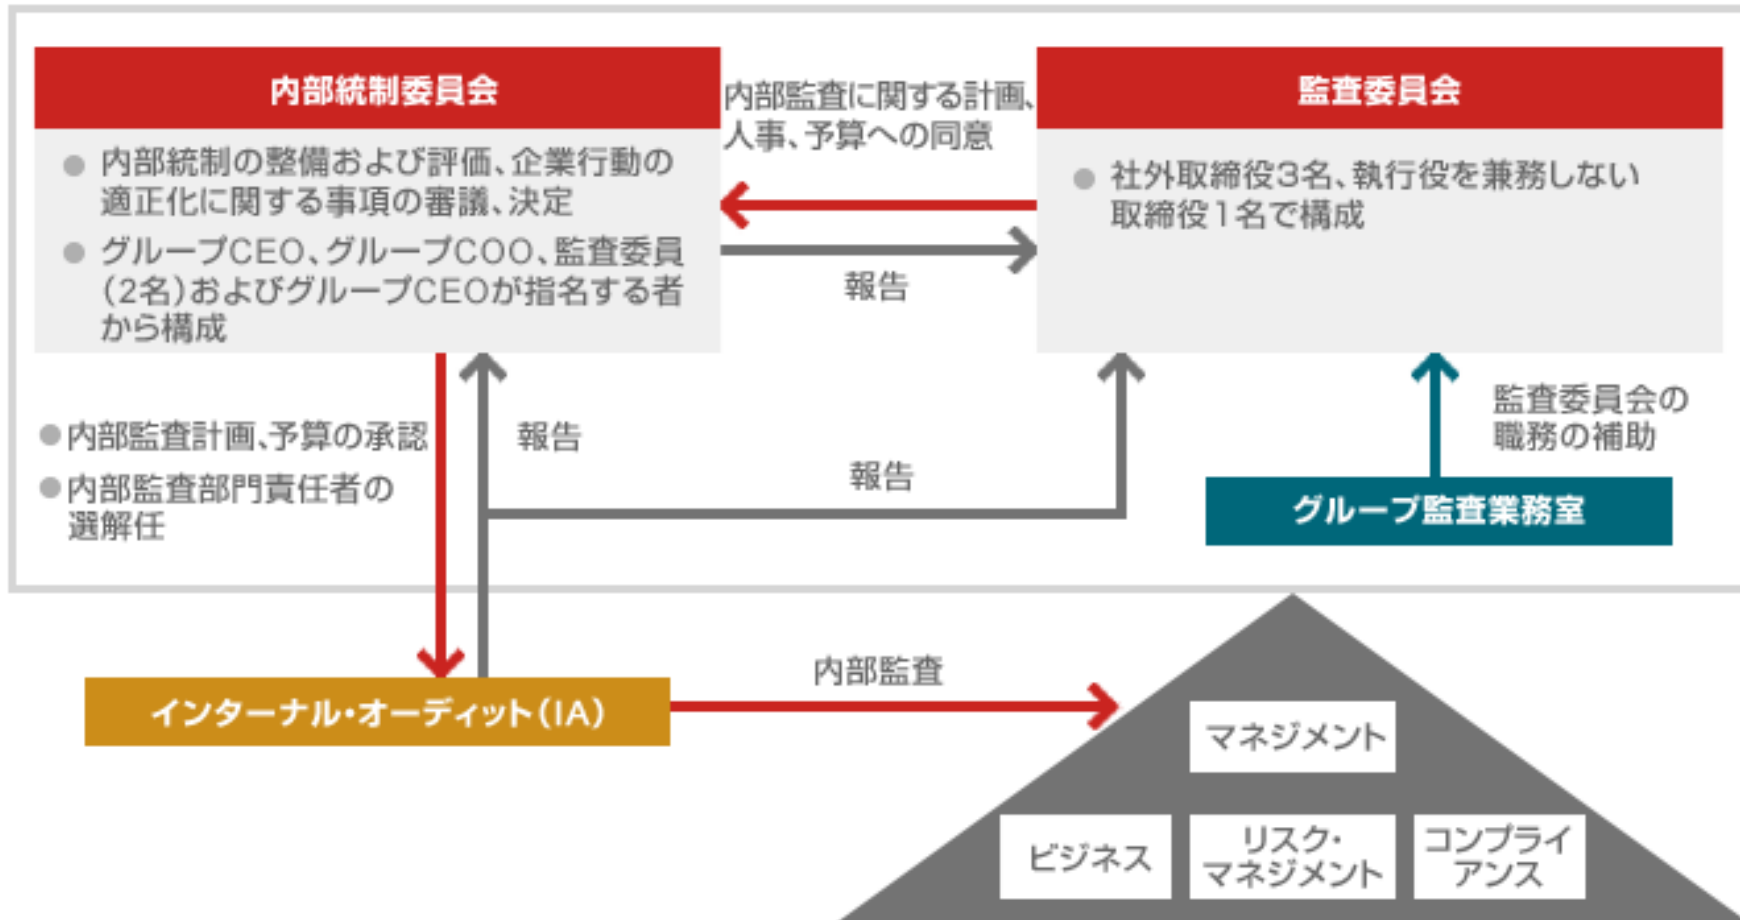 内部統制委員会
● 内部統制の整備および評価、企業行動の
適正化に関する事項の審議、決定
● グループCEO、グループCOO、監査委員
(2名)およびグループCEOが指名する者
から構成
内部監査に関する計画、
人事、予算への同意
報告
監査委員会
● 社外取締役3名、執行役を兼務しない
取締役1名で構成
●内部監査計画、予算の承認
●内部監査部門責任者の
選解任
報告
報告
監査委員会の
職務の補助
グループ監査業務室
インターナル・オーディット(IA)
内部監査
マネジメント
ビジネス
リスク・
マネジメント
コンプライ
アンス